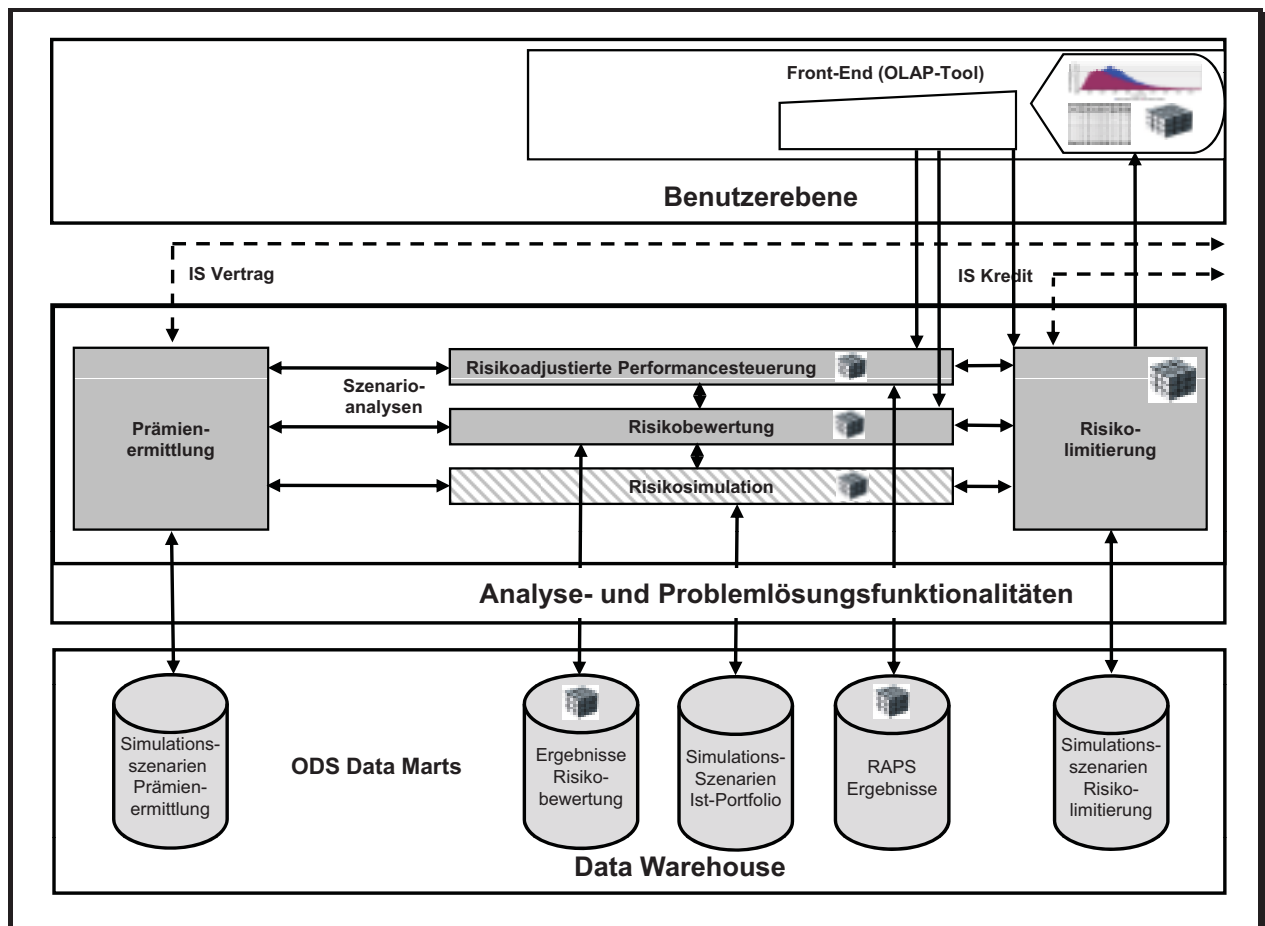 Front-End (OLAP-Tool)
Benutzerebene
IS Vertrag
IS Kredit
Risikoadjustierte Performancesteuerung
Szenario-
analysen
Prämien-
ermittlung
Risikobewertung
Risiko-
limitierung
Risikosimulation
Analyse- und Problemlösungsfunktionalitäten
Simulations-
szenarien
Prämien-
ermittlung
ODS Data Marts
Ergebnisse
Risiko-
bewertung
Simulations-
Szenarien
Ist-Portfolio
RAPS
Ergebnisse
Simulations-
szenarien
Risiko-
limitierung
Data Warehouse